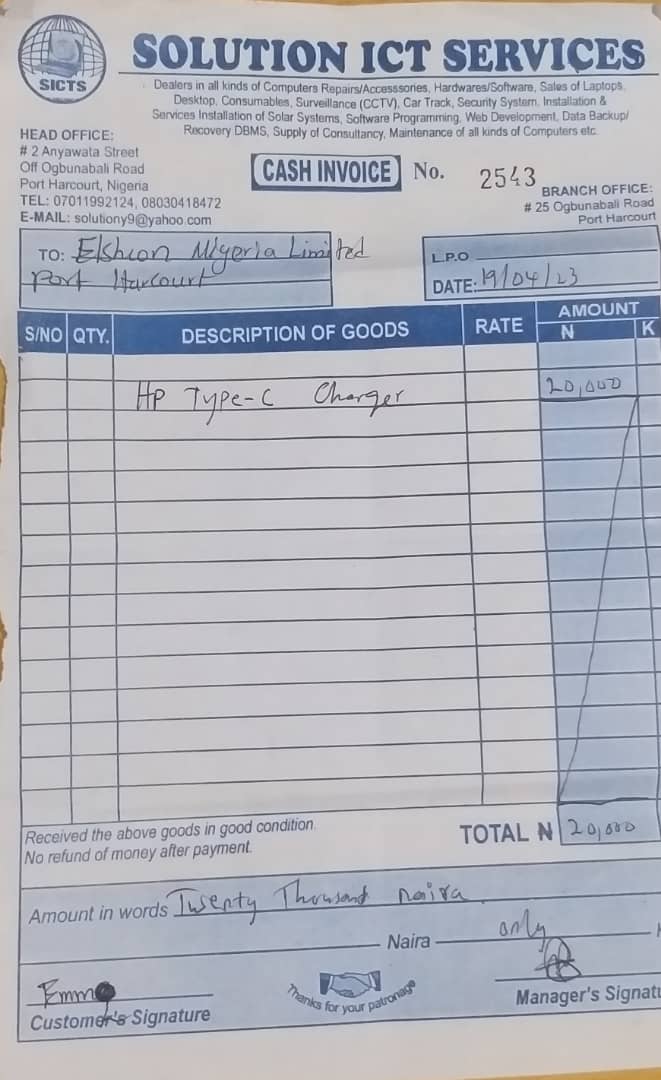 SICTS
SOLUTION ICT SERVICES
Dealers in all kinds of Computers Repairs/Accesssories, Hardwares/Software, Sales of Laptops,
Desktop, Consumables, Surveillance (CCTV), Car Track, Security System, Installation &
Services Installation of Solar Systems, Software Programming, Web Development, Data Backup/
Recovery DBMS, Supply of Consultancy, Maintenance of all kinds of Computers etc.
HEAD OFFICE:
# 2 Anyawata Street
Off Ogbunabali Road
Port Harcourt, Nigeria
TEL: 07011992124, 08030418472
E-MAIL: solutiony9@yahoo.com
CASH INVOICE No. 2543
BRANCH OFFICE:
# 25 Ogbunabali Road
Port Harcourt
TO: Elshcon Nigeria Limited
Port Harcourt
L.P.O
DATE: 19/04/23
S/NO QTY. DESCRIPTION OF GOODS RATE AMOUNT
N K
HP Type-C Charger 20,000
Received the above goods in good condition.
No refund of money after payment.
TOTAL N 20,000
Amount in words Twenty Thousand naira
Naira only
Emma
Customer's Signature
Thanks for your patronage
Manager's Signatu